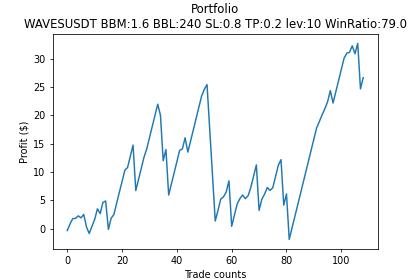 Portfolio
WAVESUSDT BBM:1.6 BBL:240 SL:0.8 TP:0.2 lev:10 WinRatio:79.0
30
25
20
15
10
5
0
Profit ($)
0 20 40 60 80 100
Trade counts